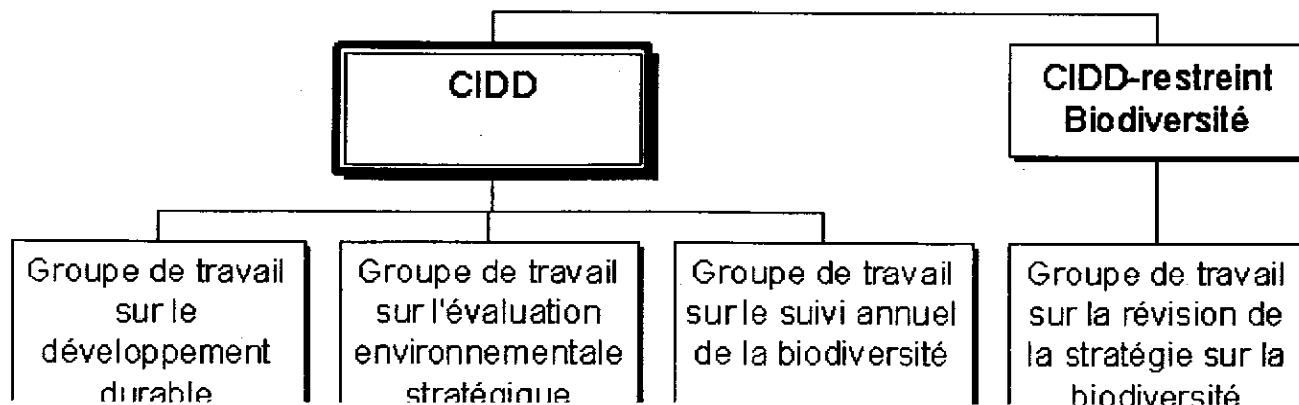 CIDD
CIDD-restreint
Biodiversité
Groupe de travail
sur le
développement
durable
Groupe de travail
sur l'évaluation
environnementale
stratégique
Groupe de travail
sur le suivi annuel
de la biodiversité
Groupe de travail
sur la révision de
la stratégie sur la
biodiversité